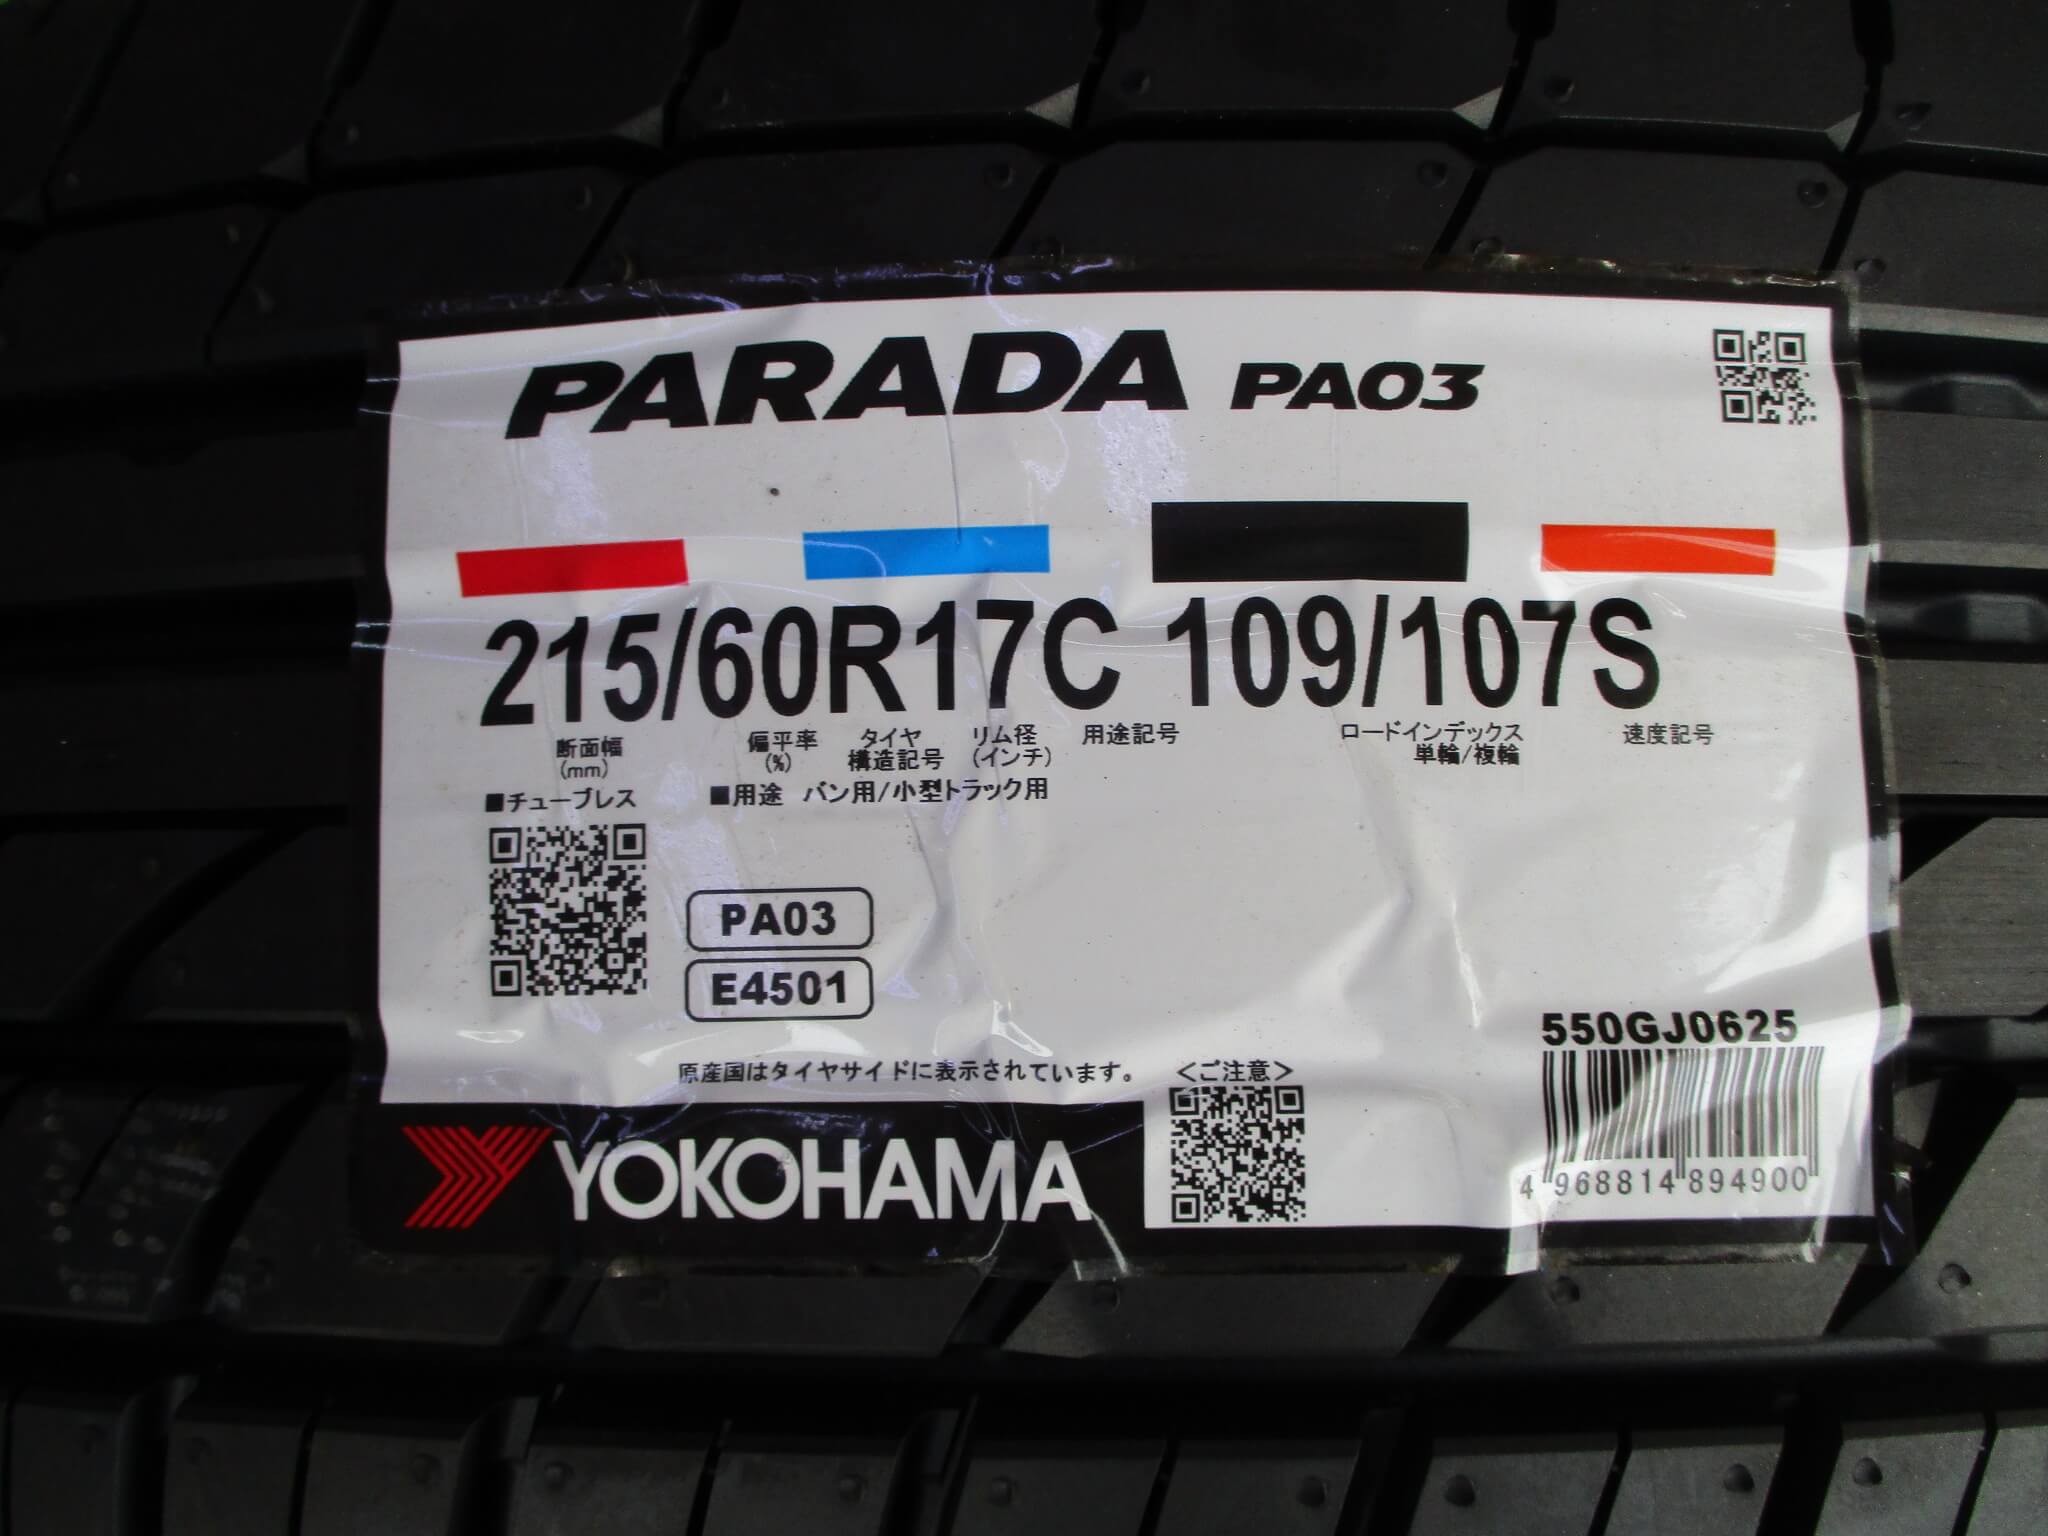 PARADA PA03
215/60R17C 109/107S
断面幅 (mm)
偏平率 (%)
タイヤ 構造記号
リム径 (インチ)
用途記号
ロードインデックス 単輪/複輪
速度記号
■チューブレス ■用途 バン用/小型トラック用
PA03
E4501
550GJ0625
原産国はタイヤサイドに表示されています。 <ご注意>
YOKOHAMA
4 968814 894900